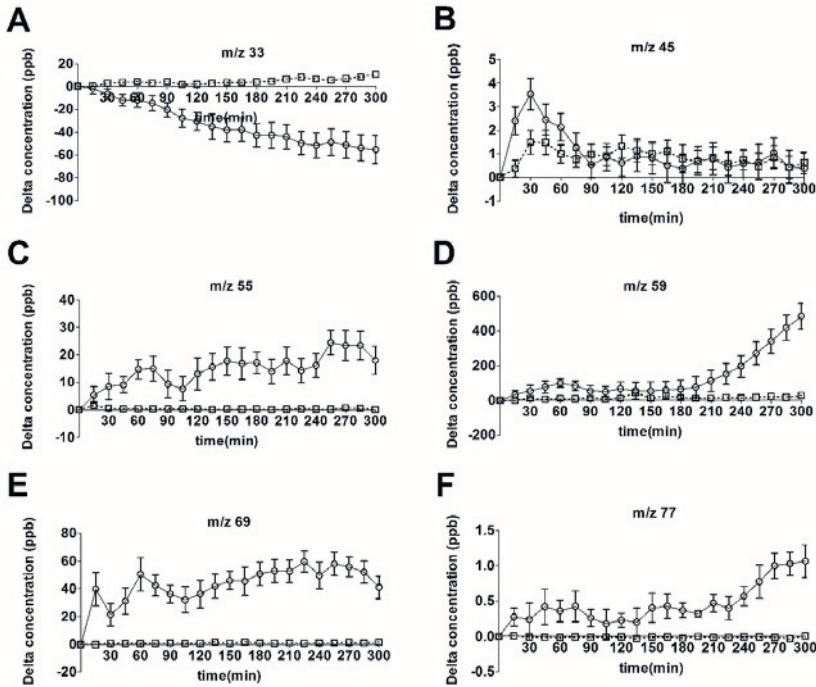 A
m/z 33
Delta concentration (ppb)
20
0
-20
-40
-60
-80
-100
30 60 90 120 150 180 210 240 270 300
time(min)
B
m/z 45
Delta concentration (ppb)
5
4
3
2
1
0
-1
30 60 90 120 150 180 210 240 270 300
time(min)
C
m/z 55
Delta concentration (ppb)
40
30
20
10
0
-10
30 60 90 120 150 180 210 240 270 300
time(min)
D
m/z 59
Delta concentration (ppb)
600
400
200
0
-200
30 60 90 120 150 180 210 240 270 300
time(min)
E
m/z 69
Delta concentration (ppb)
80
60
40
20
0
-20
30 60 90 120 150 180 210 240 270 300
time(min)
F
m/z 77
Delta concentration (ppb)
1.5
1.0
0.5
0.0
-0.5
30 60 90 120 150 180 210 240 270 300
time(min)